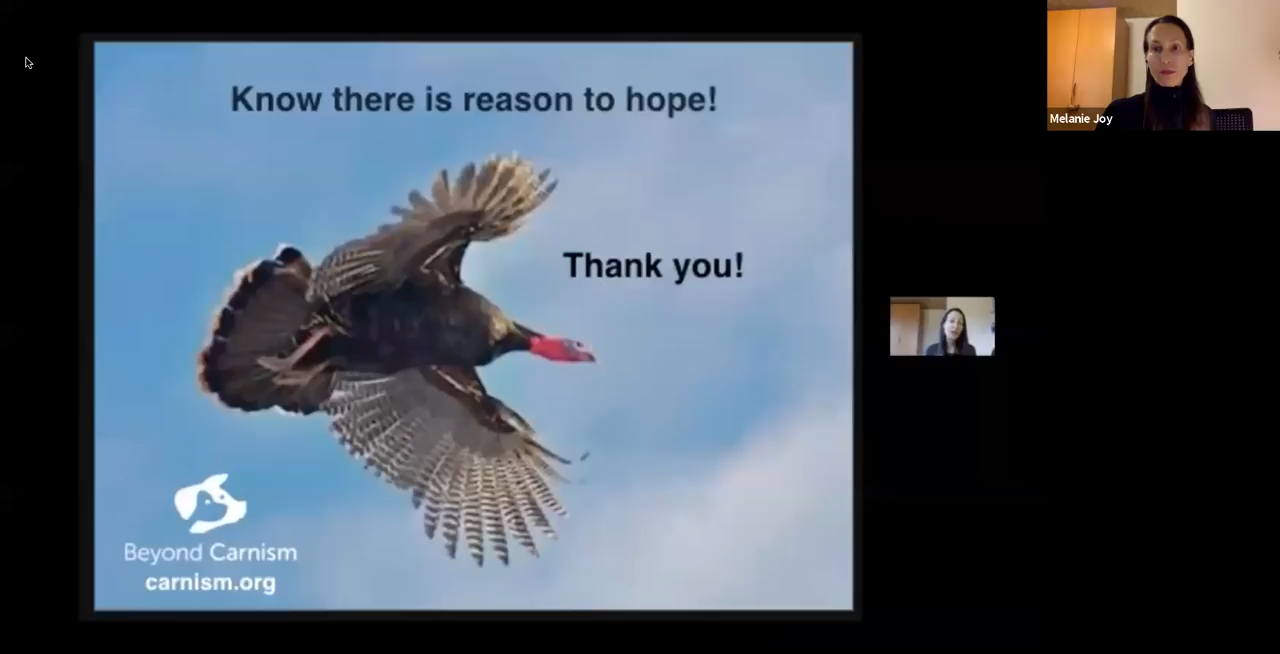 Know there is reason to hope!
Thank you!
Beyond Carnism
carnism.org
Melanie Joy